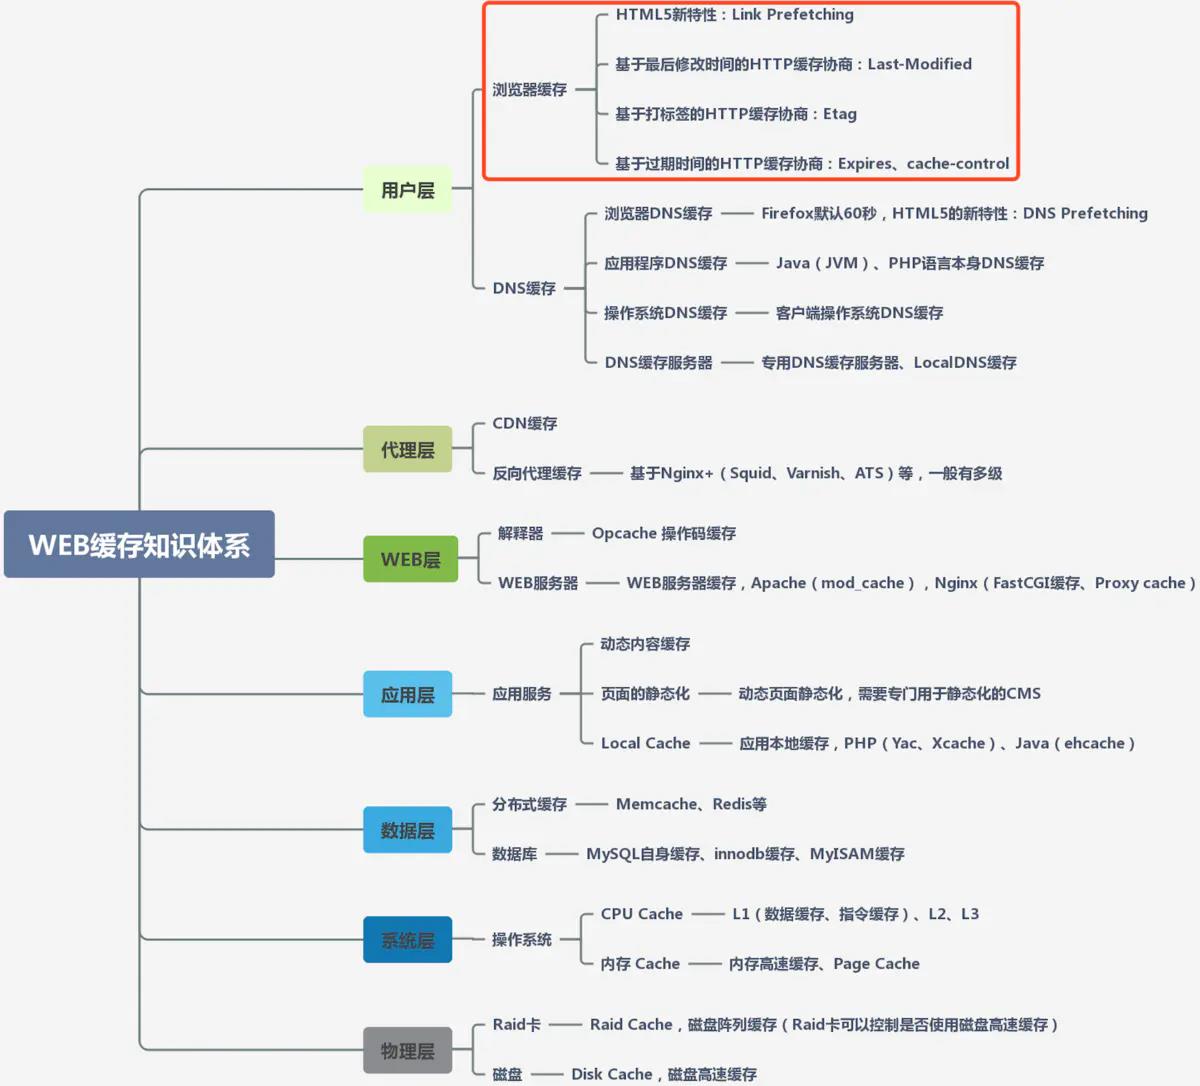 WEB缓存知识体系
用户层
浏览器缓存
HTML5新特性：Link Prefetching
基于最后修改时间的HTTP缓存协商：Last-Modified
基于打标签的HTTP缓存协商：Etag
基于过期时间的HTTP缓存协商：Expires、cache-control
DNS缓存
浏览器DNS缓存
Firefox默认60秒，HTML5的新特性：DNS Prefetching
应用程序DNS缓存
Java（JVM）、PHP语言本身DNS缓存
操作系统DNS缓存
客户端操作系统DNS缓存
DNS缓存服务器
专用DNS缓存服务器、LocalDNS缓存
代理层
CDN缓存
反向代理缓存
基于Nginx+（Squid、Varnish、ATS）等，一般有多级
WEB层
解释器
Opcache 操作码缓存
WEB服务器
WEB服务器缓存，Apache（mod_cache），Nginx（FastCGI缓存、Proxy cache）
应用层
应用服务
动态内容缓存
页面的静态化
动态页面静态化，需要专门用于静态化的CMS
Local Cache
应用本地缓存，PHP（Yac、Xcache）、Java（ehcache）
数据层
分布式缓存
Memcache、Redis等
数据库
MySQL自身缓存、innodb缓存、MyISAM缓存
系统层
操作系统
CPU Cache
L1（数据缓存、指令缓存）、L2、L3
内存 Cache
内存高速缓存、Page Cache
物理层
Raid卡
Raid Cache，磁盘阵列缓存（Raid卡可以控制是否使用磁盘高速缓存）
磁盘
Disk Cache，磁盘高速缓存